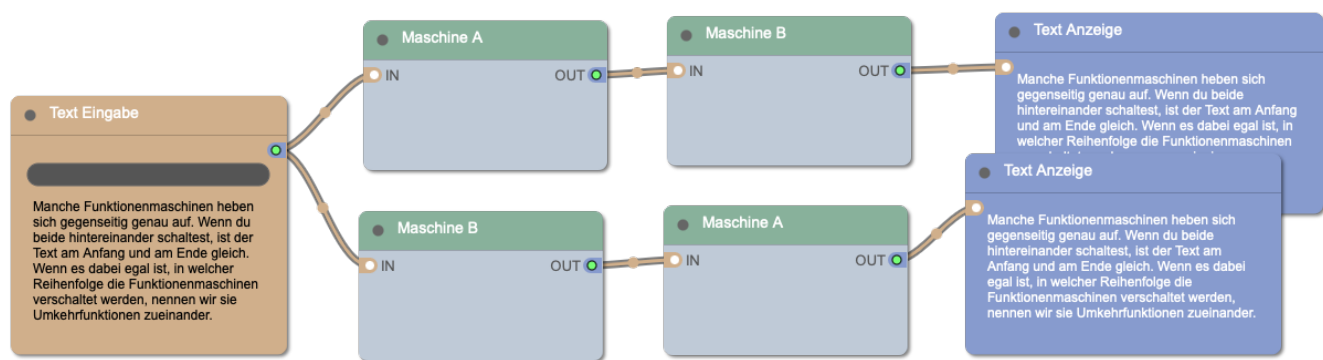 Text Eingabe
Manche Funktionenmaschinen heben
sich gegenseitig genau auf. Wenn du
beide hintereinander schaltest, ist der
Text am Anfang und am Ende gleich.
Wenn es dabei egal ist, in welcher
Reihenfolge die Funktionenmaschinen
verschaltet werden, nennen wir sie
Umkehrfunktionen zueinander.
Maschine A
IN OUT
Maschine B
IN OUT
Text Anzeige
Manche Funktionenmaschinen heben sich
gegenseitig genau auf. Wenn du beide
hintereinander schaltest, ist der Text am Anfang
und am Ende gleich. Wenn es dabei egal ist, in
welcher Reihenfolge die Funktionenmaschinen
Maschine B
IN OUT
Maschine A
IN OUT
Text Anzeige
Manche Funktionenmaschinen heben sich
gegenseitig genau auf. Wenn du beide
hintereinander schaltest, ist der Text am
Anfang und am Ende gleich. Wenn es dabei
egal ist, in welcher Reihenfolge die
Funktionenmaschinen verschaltet werden,
nennen wir sie Umkehrfunktionen zueinander.